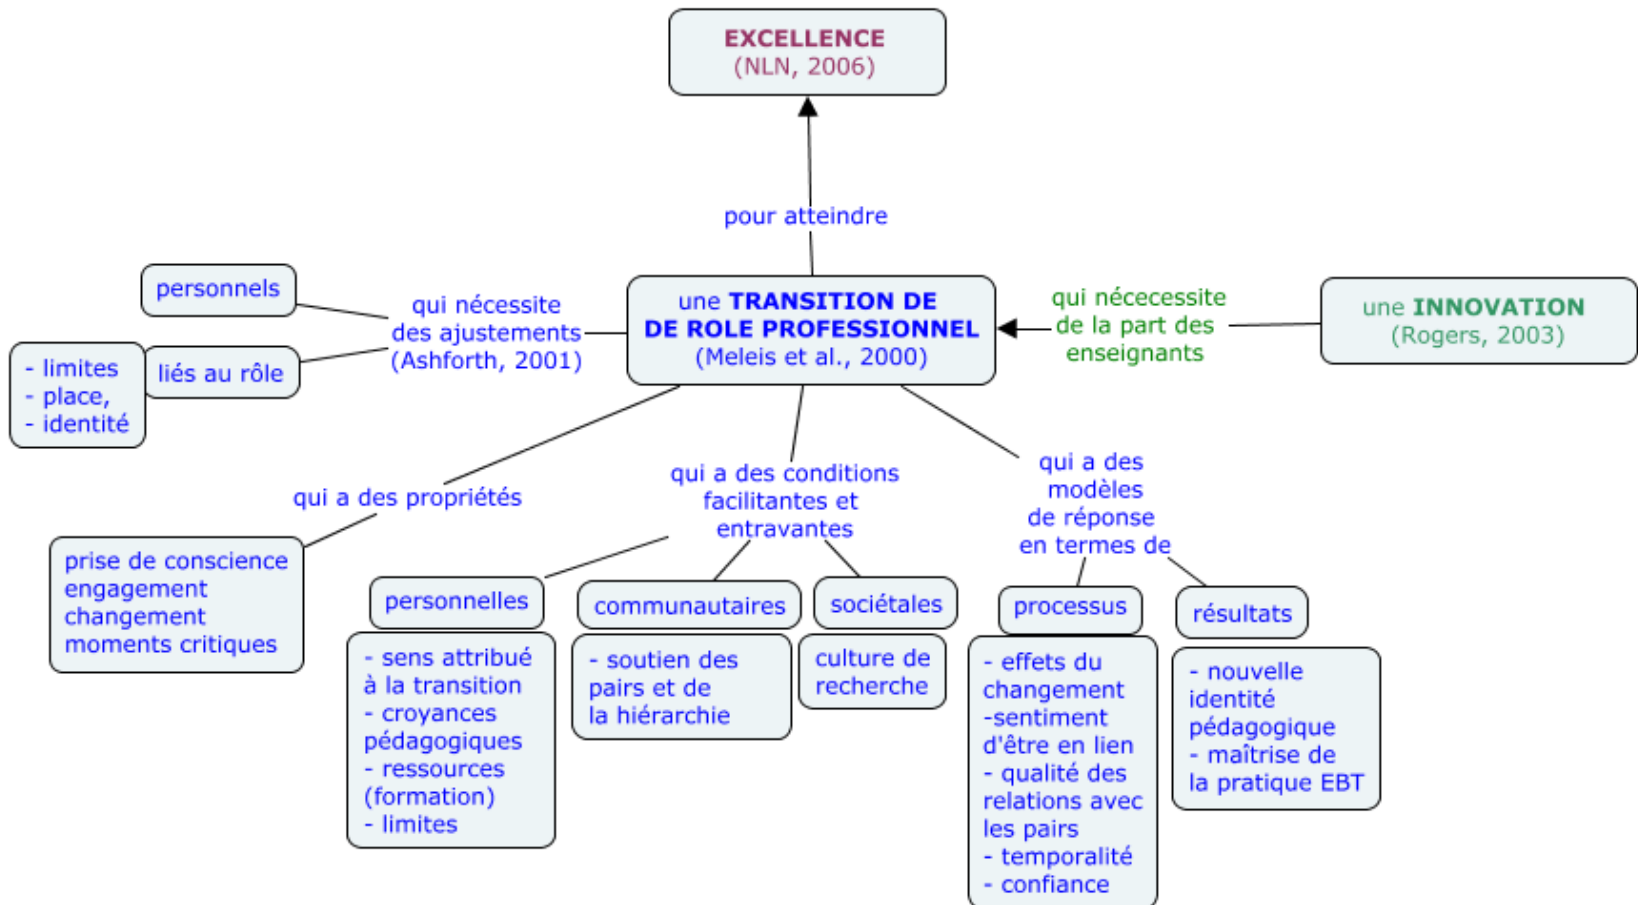 EXCELLENCE
(NLN, 2006)
pour atteindre
une TRANSITION DE
DE ROLE PROFESSIONNEL
(Meleis et al., 2000)
qui nécecessite
de la part des
enseignants
une INNOVATION
(Rogers, 2003)
qui nécessite
des ajustements
(Ashforth, 2001)
personnels
liés au rôle
- limites
- place,
- identité
qui a des propriétés
prise de conscience
engagement
changement
moments critiques
qui a des conditions
facilitantes et
entravantes
personnelles
- sens attribué
à la transition
- croyances
pédagogiques
- ressources
(formation)
- limites
communautaires
- soutien des
pairs et de
la hiérarchie
sociétales
culture de
recherche
qui a des
modèles
de réponse
en termes de
processus
- effets du
changement
-sentiment
d'être en lien
- qualité des
relations avec
les pairs
- temporalité
- confiance
résultats
- nouvelle
identité
pédagogique
- maîtrise de
la pratique EBT